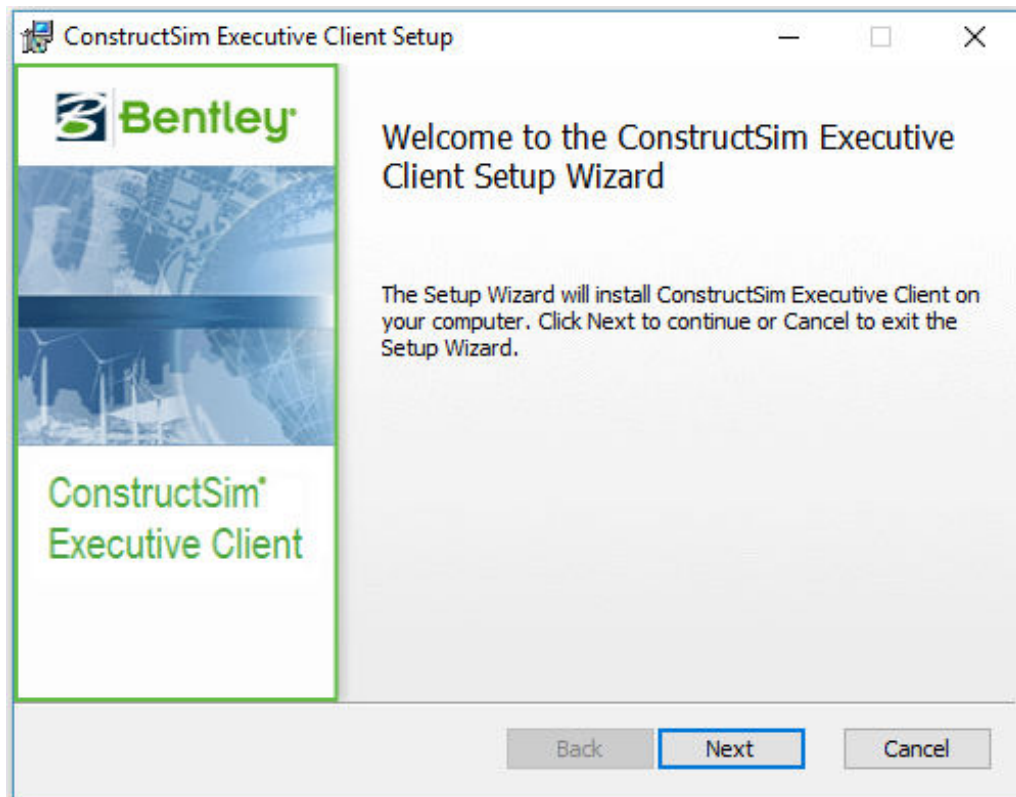 ConstructSim Executive Client Setup
Bentley®
Welcome to the ConstructSim Executive
Client Setup Wizard
The Setup Wizard will install ConstructSim Executive Client on
your computer. Click Next to continue or Cancel to exit the
Setup Wizard.
ConstructSim®
Executive Client
Back Next Cancel